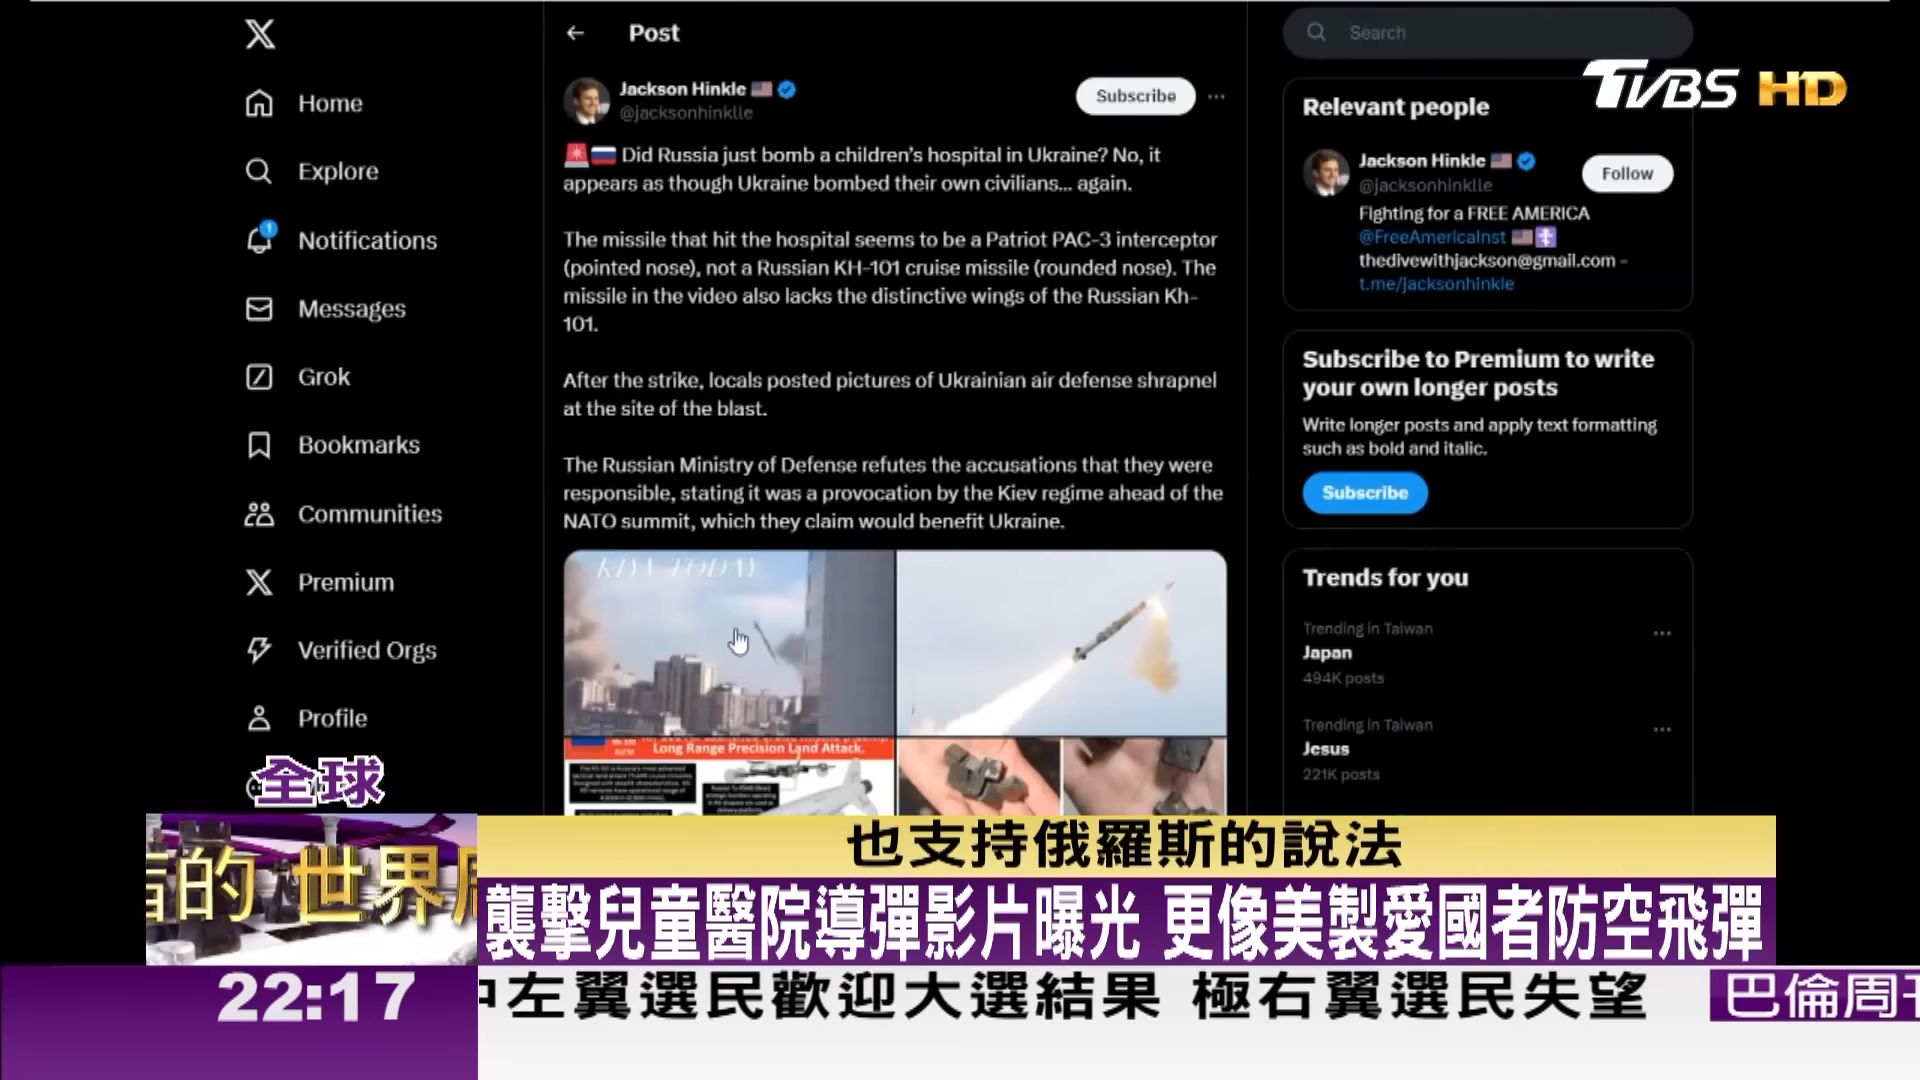 Home
Explore
1
Notifications
Messages
Grok
Bookmarks
Communities
Premium
Verified Orgs
Profile
Post
Jackson Hinkle
@jacksonhinklle
Subscribe
Did Russia just bomb a children's hospital in Ukraine? No, it
appears as though Ukraine bombed their own civilians... again.
The missile that hit the hospital seems to be a Patriot PAC-3 interceptor
(pointed nose), not a Russian KH-101 cruise missile (rounded nose). The
missile in the video also lacks the distinctive wings of the Russian Kh-
101.
After the strike, locals posted pictures of Ukrainian air defense shrapnel
at the site of the blast.
The Russian Ministry of Defense refutes the accusations that they were
responsible, stating it was a provocation by the Kiev regime ahead of the
NATO summit, which they claim would benefit Ukraine.
Long Range Precision Land Attack.
Search
TVBS HD
Relevant people
Jackson Hinkle
@jacksonhinklle
Follow
Fighting for a FREE AMERICA
@FreeAmericaInst
thedivewithjackson@gmail.com -
t.me/jacksonhinkle
Subscribe to Premium to write
your own longer posts
Write longer posts and apply text formatting
such as bold and italic.
Subscribe
Trends for you
Trending in Taiwan
Japan
494K posts
Trending in Taiwan
Jesus
221K posts
全球
的 世界
也支持俄羅斯的說法
襲擊兒童醫院導彈影片曝光 更像美製愛國者防空飛彈
22:17
左翼選民歡迎大選結果 極右翼選民失望
巴倫周刊